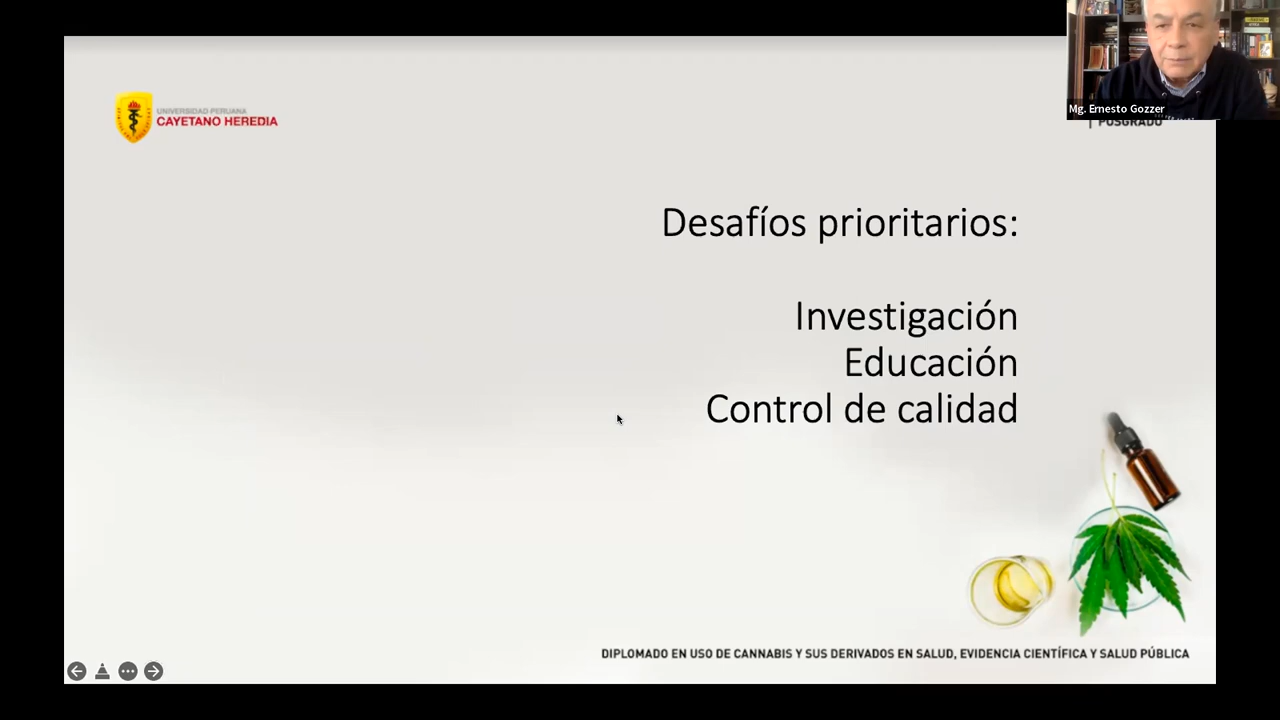 UNIVERSIDAD PERUANA
CAYETANO HEREDIA
Mg. Ernesto Gozzer
POSGRADO
Desafíos prioritarios:
Investigación
Educación
Control de calidad
DIPLOMADO EN USO DE CANNABIS Y SUS DERIVADOS EN SALUD, EVIDENCIA CIENTÍFICA Y SALUD PÚBLICA